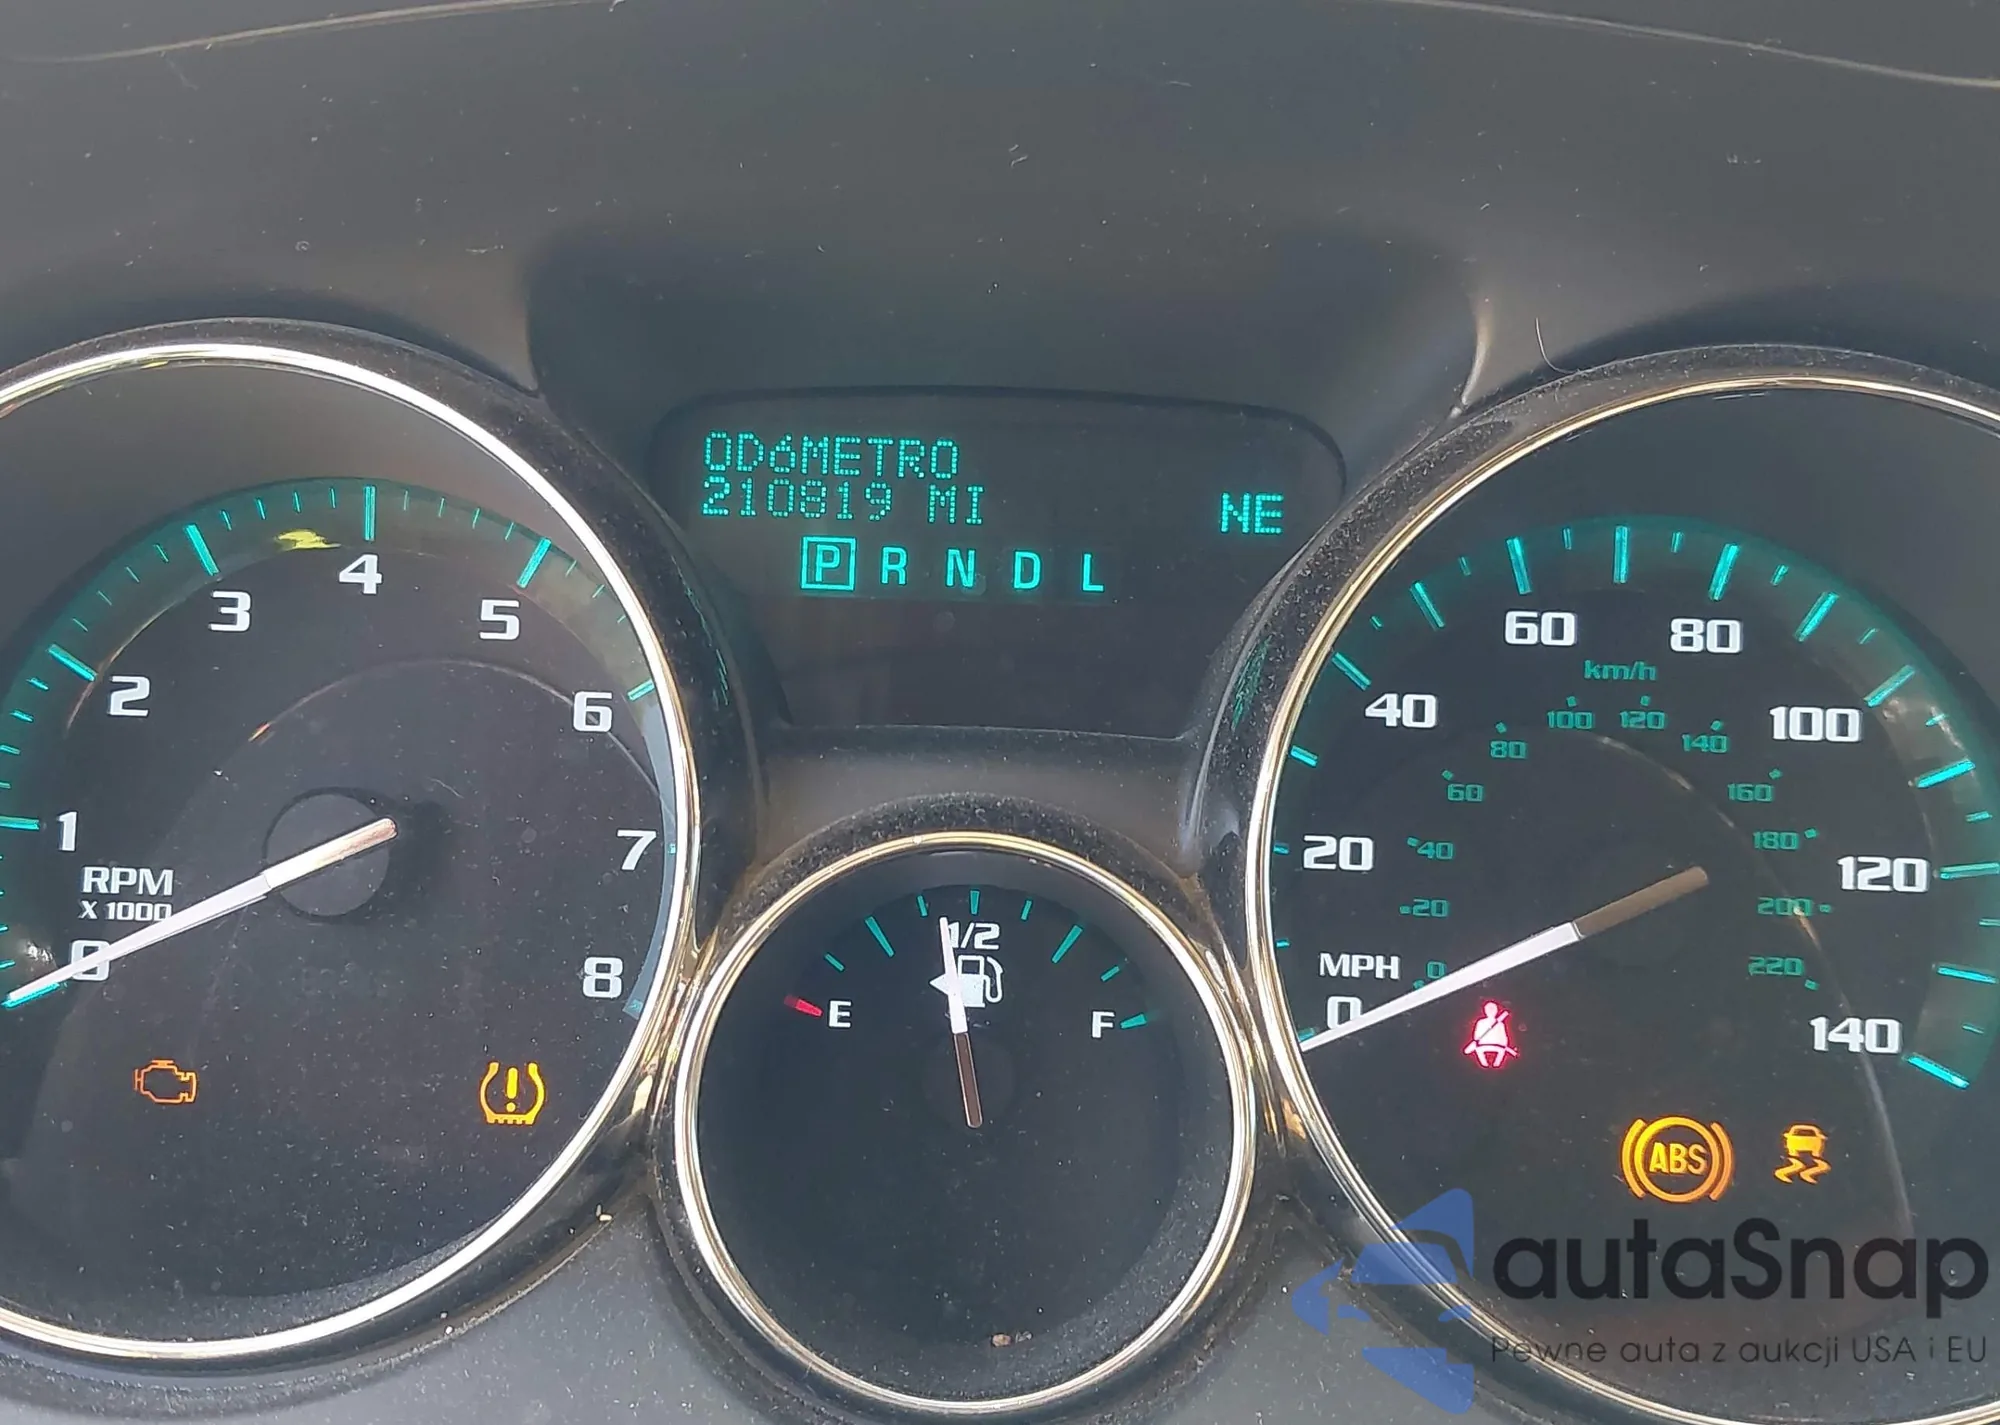 ODóMETRO
210819 MI
NE
P R N D L
0
1
2
3
4
5
6
7
8
RPM
X 1000
E
1/2
F
0
20
40
60
80
100
120
140
MPH
km/h
0
20
40
60
80
100
120
140
160
180
200
220
ABS
autaSnap
Pewne auta z aukcji USA i EU